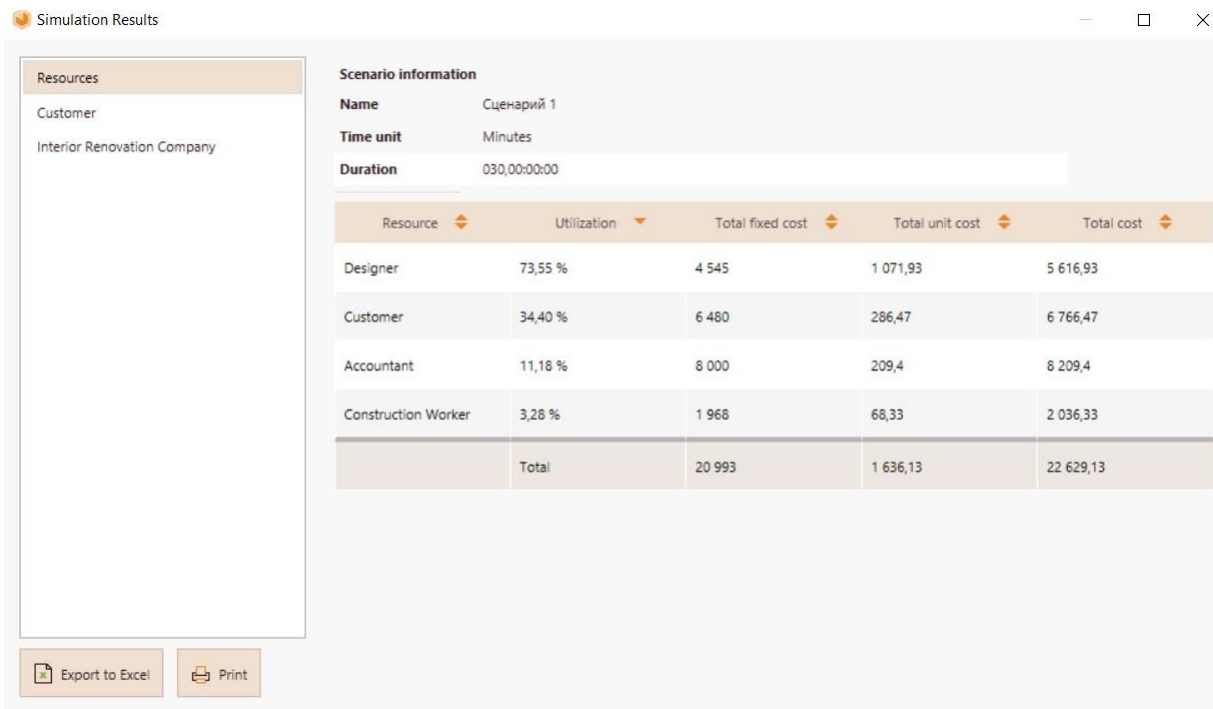 Simulation Results
Resources
Customer
Interior Renovation Company
Scenario information
Name Сценарий 1
Time unit Minutes
Duration 030,00:00:00
Resource Utilization Total fixed cost Total unit cost Total cost
Designer 73,55 % 4 545 1 071,93 5 616,93
Customer 34,40 % 6 480 286,47 6 766,47
Accountant 11,18 % 8 000 209,4 8 209,4
Construction Worker 3,28 % 1 968 68,33 2 036,33
Total 20 993 1 636,13 22 629,13
Export to Excel Print